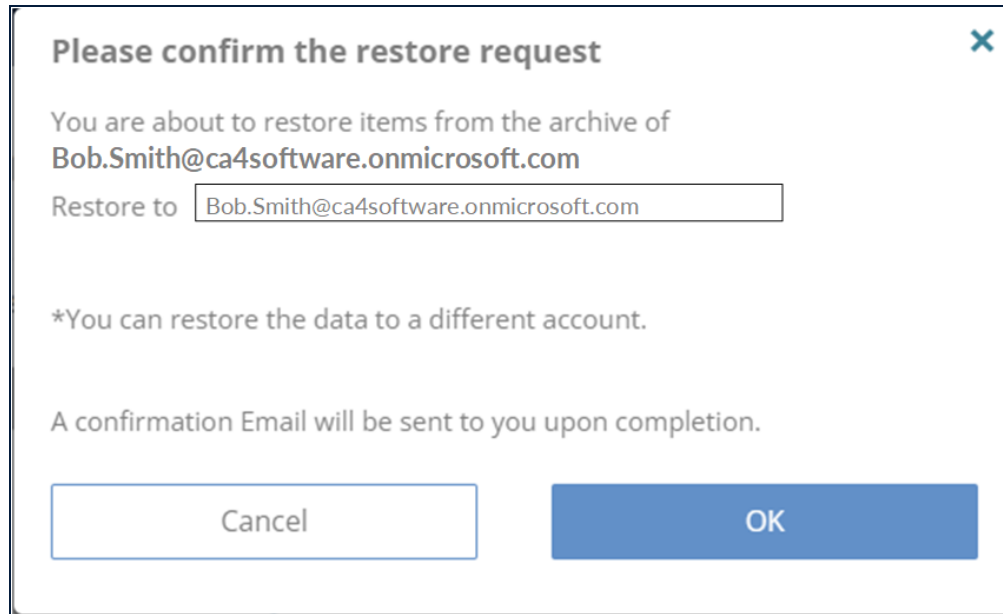 Please confirm the restore request
You are about to restore items from the archive of
Bob.Smith@ca4software.onmicrosoft.com
Restore to Bob.Smith@ca4software.onmicrosoft.com
*You can restore the data to a different account.
A confirmation Email will be sent to you upon completion.
Cancel OK